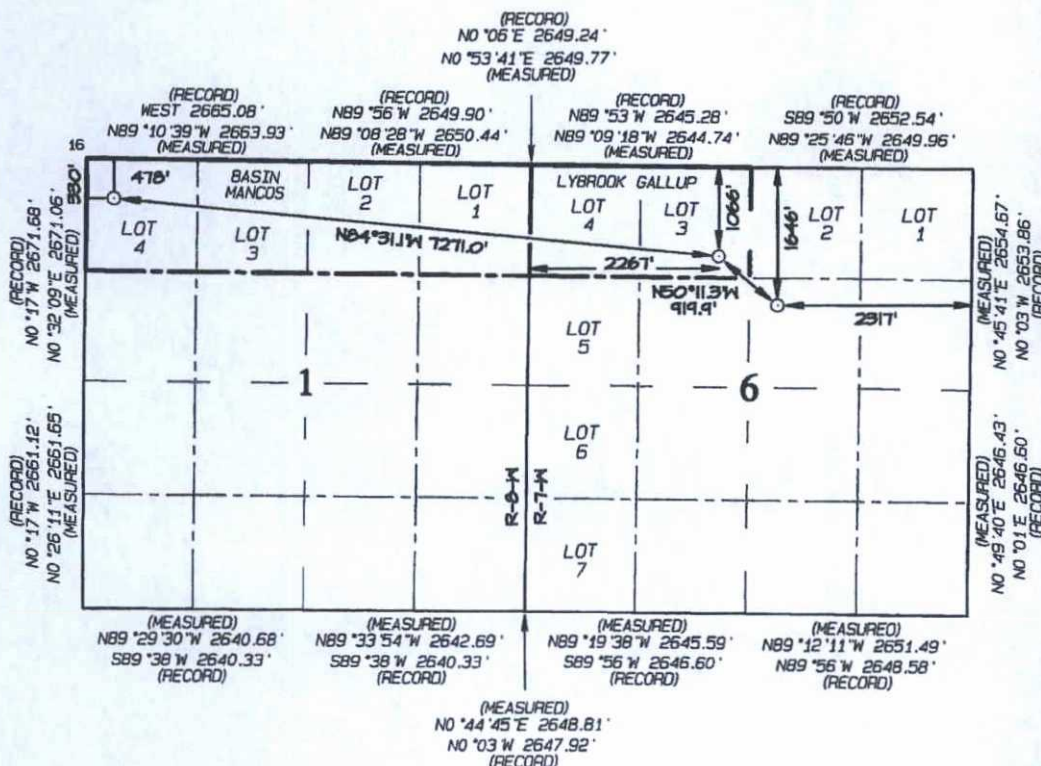 (RECORD)
N0 °06'E 2649.24'
N0 °53'41"E 2649.77'
(MEASURED)
(RECORD)
WEST 2665.08'
N89 °10'39"W 2663.93'
(MEASURED)
(RECORD)
N89 °56'W 2649.90'
N89 °08'28"W 2650.44'
(MEASURED)
(RECORD)
N89 °53'W 2645.28'
N89 °09'18"W 2644.74'
(MEASURED)
(RECORD)
S89 °50'W 2652.54'
N89 °25'46"W 2649.96'
(MEASURED)
16
478'
BASIN
MANCOS
LOT
2
LOT
1
LYBROOK GALLUP
LOT
4
LOT
3
1066'
1646'
LOT
2
LOT
1
LOT
4
LOT
3
N84°31.1'W 7271.0'
2267'
N50°11.3'W
919.9'
2317'
(RECORD)
N0 °17'W 2671.68'
N0 °32'09"E 2671.06'
(MEASURED)
(MEASURED)
N0 °45'41"E 2654.67'
N0 °03'W 2653.86'
(RECORD)
LOT
5
1
6
LOT
6
R-8-W
R-7-W
LOT
7
(RECORD)
N0 °17'W 2661.12'
N0 °26'11"E 2661.65'
(MEASURED)
(MEASURED)
N0 °49'40"E 2646.43'
N0 °01'E 2646.60'
(RECORD)
(MEASURED)
N89 °29'30"W 2640.68'
S89 °38'W 2640.33'
(RECORD)
(MEASURED)
N89 °33'54"W 2642.69'
S89 °38'W 2640.33'
(RECORD)
(MEASURED)
N89 °19'38"W 2645.59'
S89 °56'W 2646.60'
(RECORD)
(MEASURED)
N89 °12'11"W 2651.49'
N89 °56'W 2648.58'
(RECORD)
(MEASURED)
N0 °44'45"E 2648.81'
N0 °03'W 2647.92'
(RECORD)